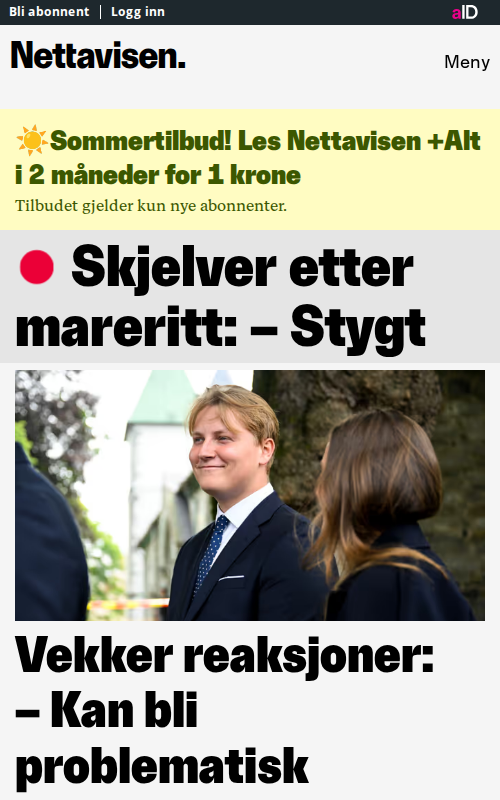 Bli abonnent | Logg inn
aID
Nettavisen.
Meny
☀️Sommertilbud! Les Nettavisen +Alt
i 2 måneder for 1 krone
Tilbudet gjelder kun nye abonnenter.
🔴 Skjelver etter
mareritt: – Stygt
Vekker reaksjoner:
– Kan bli
problematisk